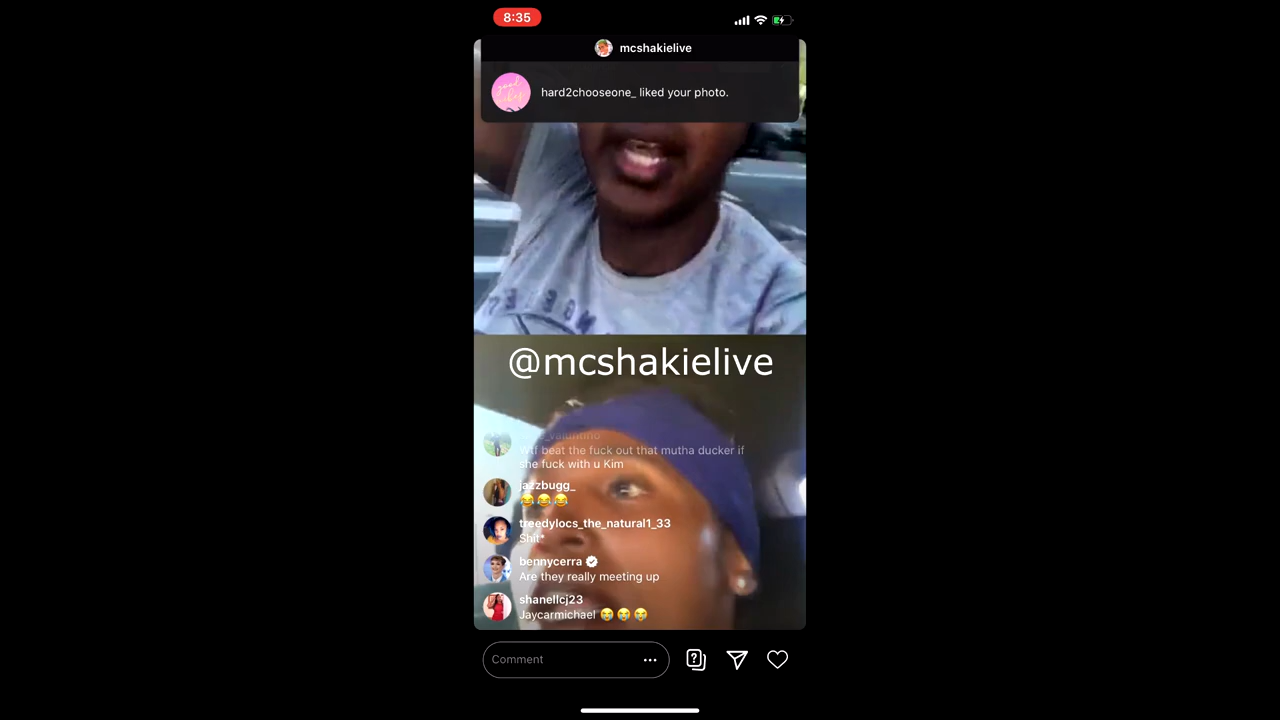 8:35
mcshakielive
hard2chooseone_ liked your photo.
@mcshakielive
Wtf beat the fuck out that mutha ducker if
she fuck with u Kim
jazzbugg_
😂😂😂
treedylocs_the_natural1_33
Shit*
bennycerra
Are they really meeting up
shanellcj23
Jaycarmichael 😭😭😭
Comment